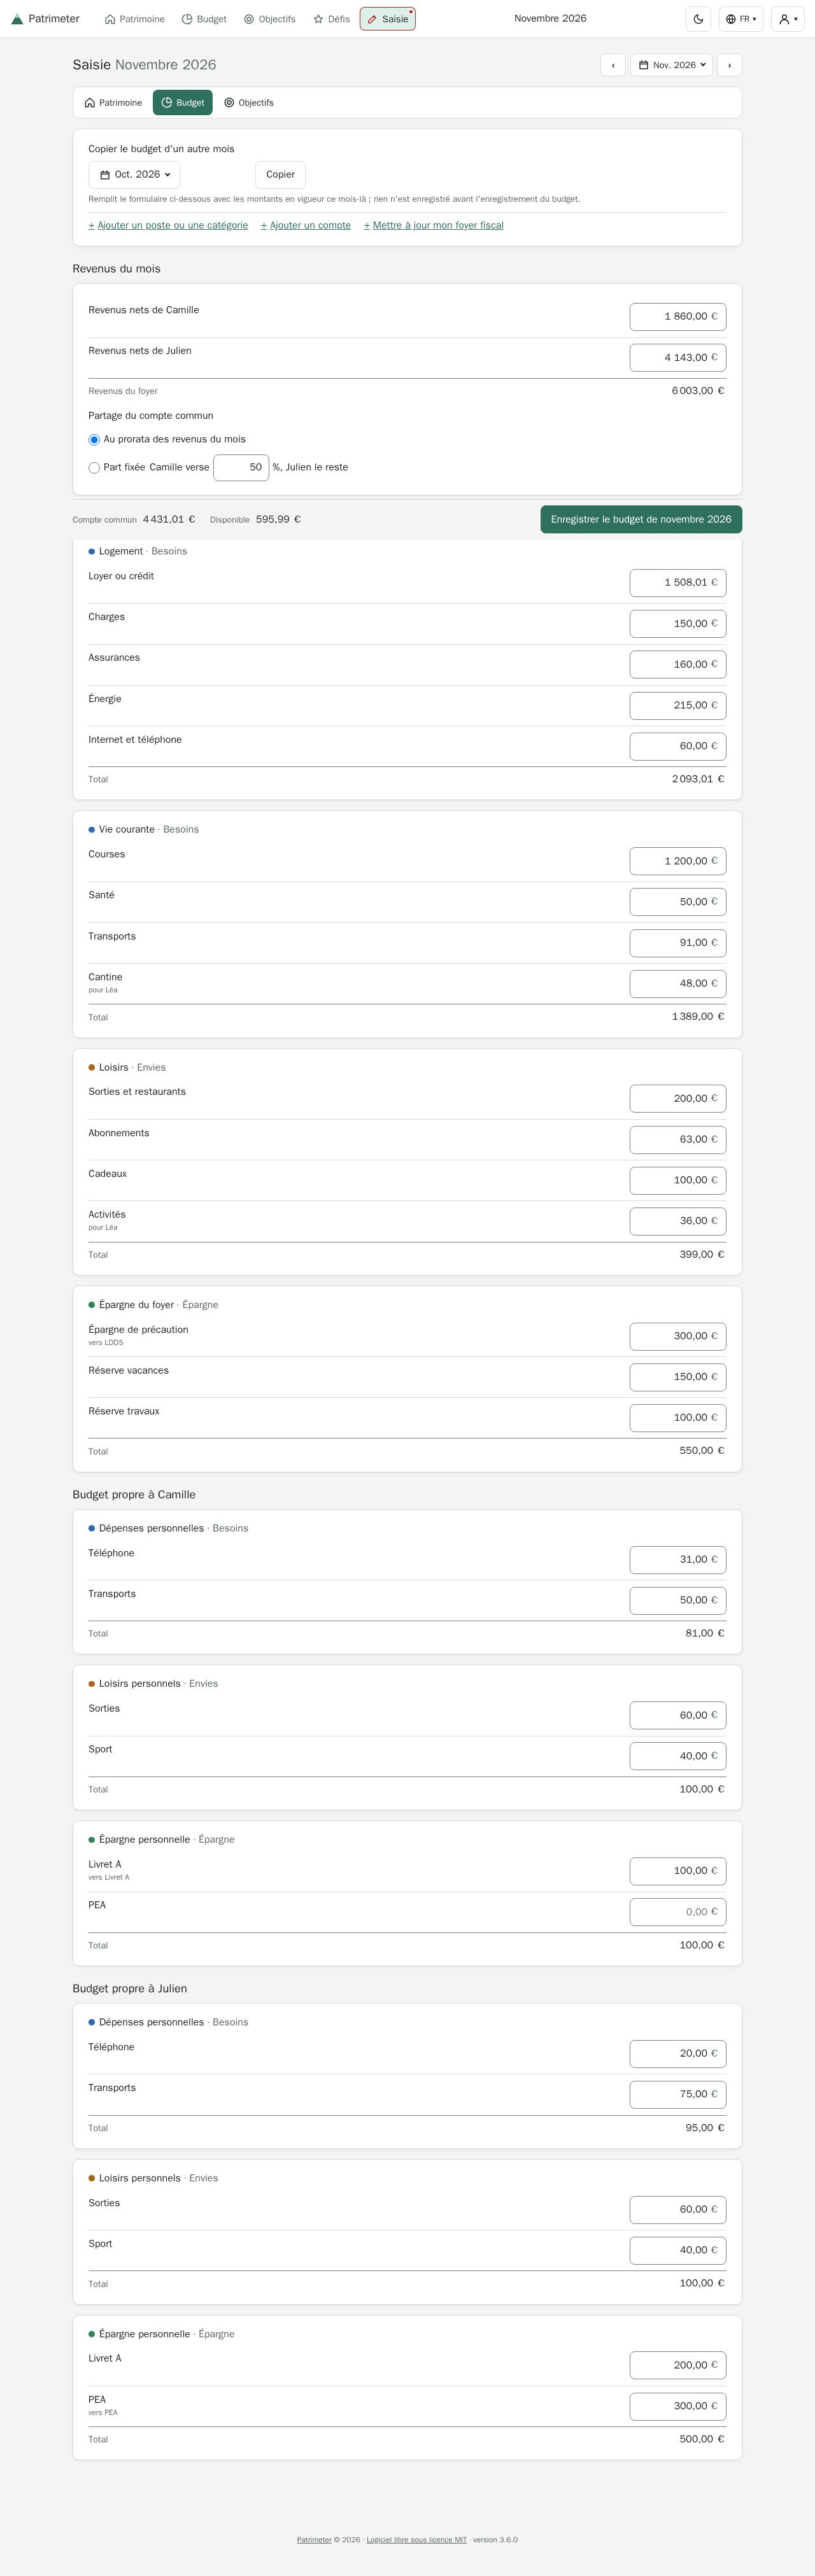 Patrimeter
Patrimoine
Budget
Objectifs
Défis
Saisie
Novembre 2026
FR
Saisie Novembre 2026
‹
Nov. 2026
›
Patrimoine
Budget
Objectifs
Copier le budget d'un autre mois
Oct. 2026
Copier
Remplit le formulaire ci-dessous avec les montants en vigueur ce mois-là ; rien n'est enregistré avant l'enregistrement du budget.
+ Ajouter un poste ou une catégorie
+ Ajouter un compte
+ Mettre à jour mon foyer fiscal
Revenus du mois
Revenus nets de Camille 1 860,00 €
Revenus nets de Julien 4 143,00 €
Revenus du foyer 6 003,00 €
Partage du compte commun
Au prorata des revenus du mois
Part fixée Camille verse 50 %, Julien le reste
Compte commun 4 431,01 € Disponible 595,99 € Enregistrer le budget de novembre 2026
Logement · Besoins
Loyer ou crédit 1 508,01 €
Charges 150,00 €
Assurances 160,00 €
Énergie 215,00 €
Internet et téléphone 60,00 €
Total 2 093,01 €
Vie courante · Besoins
Courses 1 200,00 €
Santé 50,00 €
Transports 91,00 €
Cantine 48,00 €
pour Léa
Total 1 389,00 €
Loisirs · Envies
Sorties et restaurants 200,00 €
Abonnements 63,00 €
Cadeaux 100,00 €
Activités 36,00 €
pour Léa
Total 399,00 €
Épargne du foyer · Épargne
Épargne de précaution 300,00 €
vers LDDS
Réserve vacances 150,00 €
Réserve travaux 100,00 €
Total 550,00 €
Budget propre à Camille
Dépenses personnelles · Besoins
Téléphone 31,00 €
Transports 50,00 €
Total 81,00 €
Loisirs personnels · Envies
Sorties 60,00 €
Sport 40,00 €
Total 100,00 €
Épargne personnelle · Épargne
Livret A 100,00 €
vers Livret A
PEA 0,00 €
Total 100,00 €
Budget propre à Julien
Dépenses personnelles · Besoins
Téléphone 20,00 €
Transports 75,00 €
Total 95,00 €
Loisirs personnels · Envies
Sorties 60,00 €
Sport 40,00 €
Total 100,00 €
Épargne personnelle · Épargne
Livret A 200,00 €
PEA 300,00 €
vers PEA
Total 500,00 €
Patrimeter © 2026 · Logiciel libre sous licence MIT · version 3.6.0